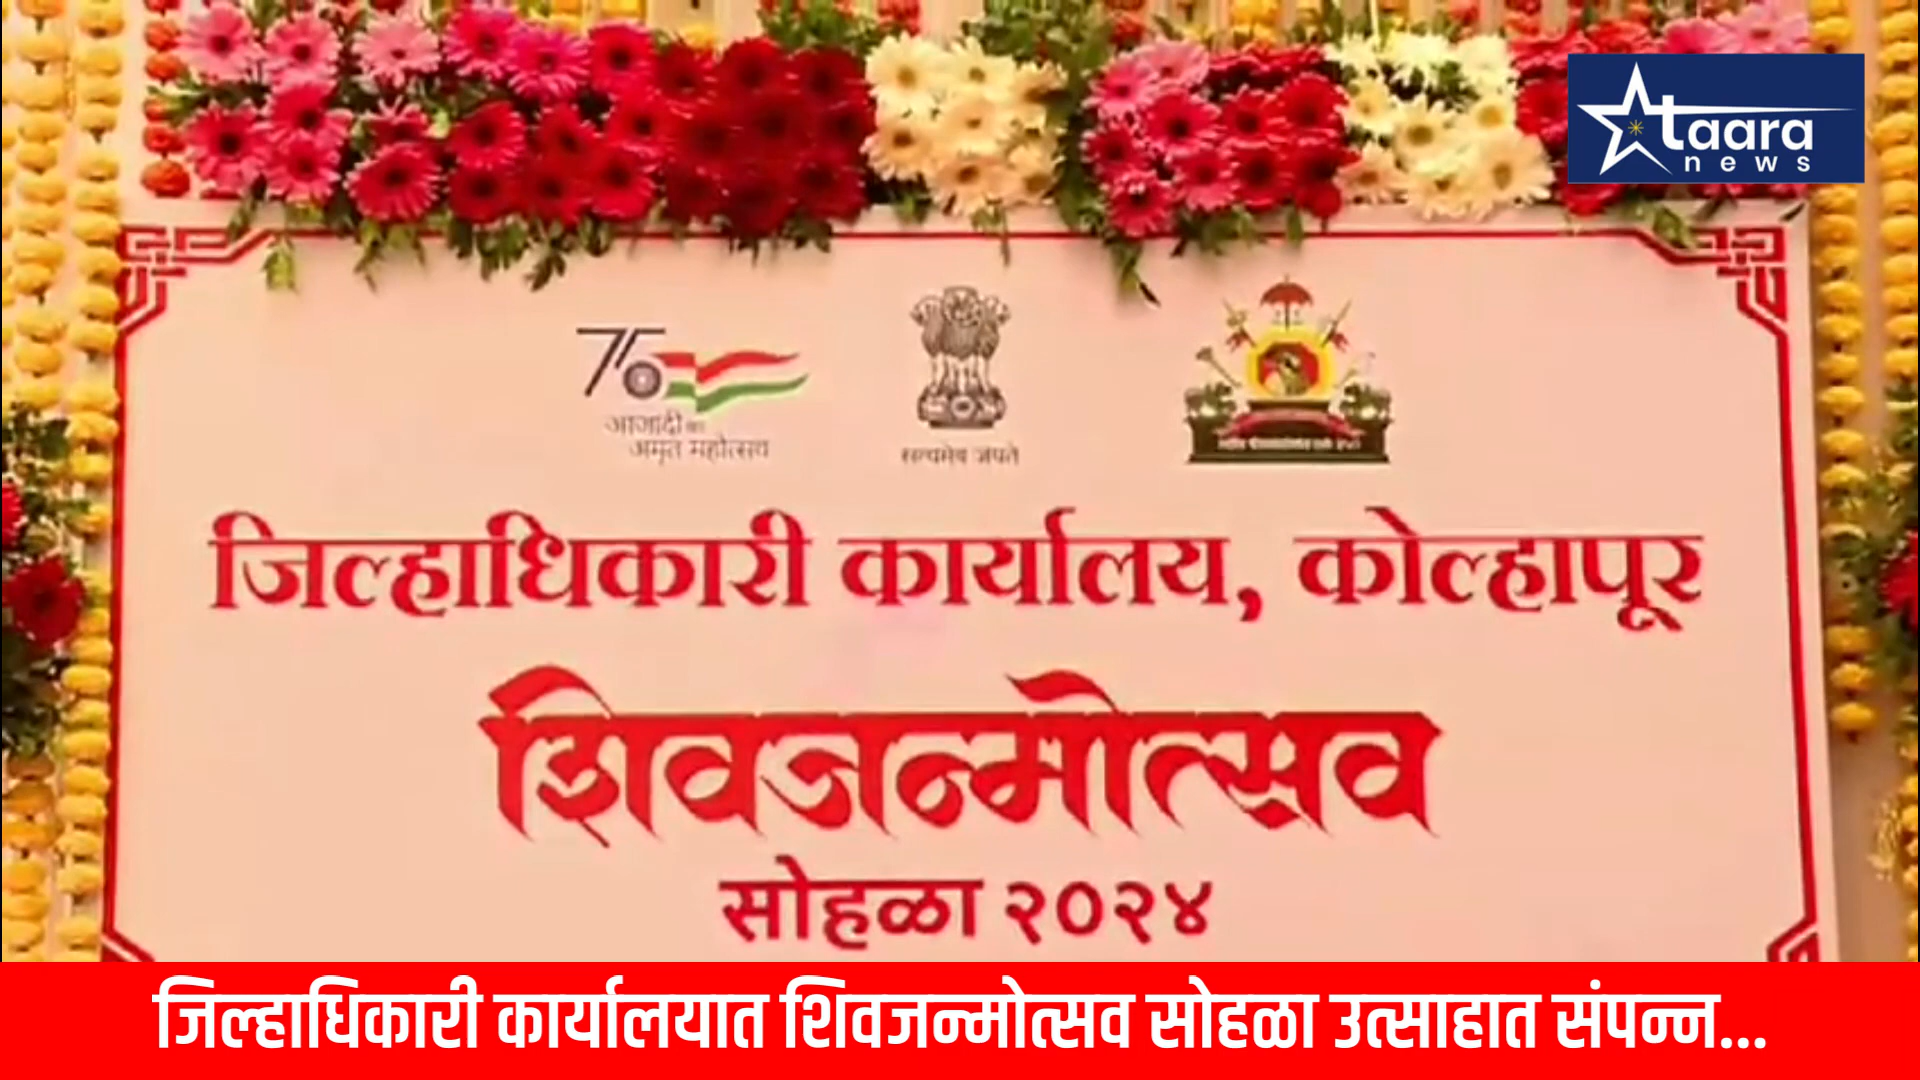 taara
news
75
आजादी का
अमृत महोत्सव
सत्यमेव जयते
जिल्हाधिकारी कार्यालय, कोल्हापूर
शिवजन्मोत्सव
सोहळा २०२४
जिल्हाधिकारी कार्यालयात शिवजन्मोत्सव सोहळा उत्साहात संपन्न...